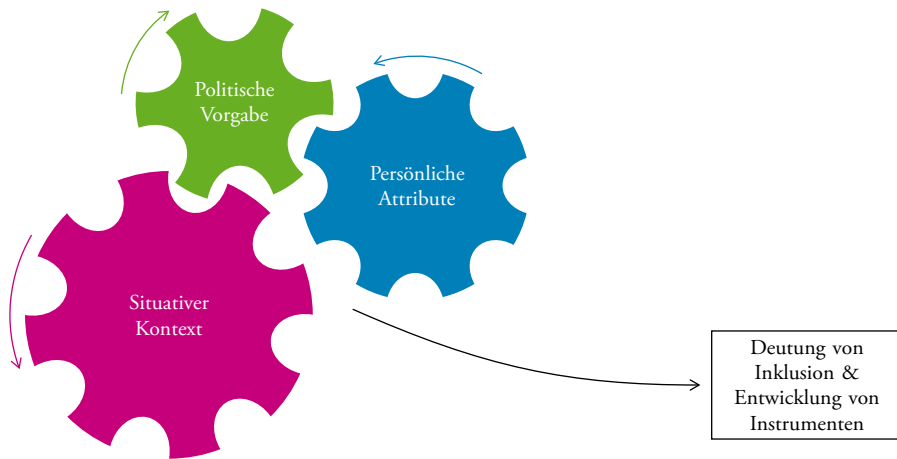 Politische
Vorgabe
Persönliche
Attribute
Situativer
Kontext
Deutung von
Inklusion &
Entwicklung von
Instrumenten